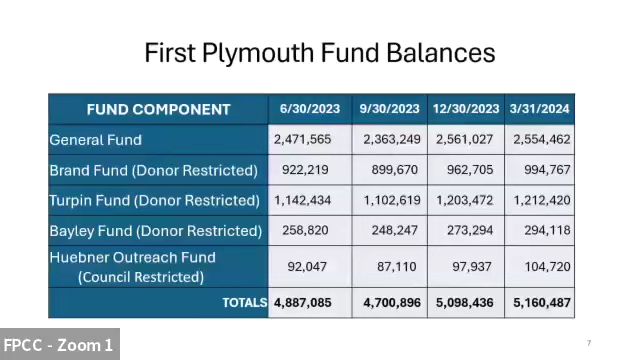 First Plymouth Fund Balances
FUND COMPONENT 6/30/2023 9/30/2023 12/30/2023 3/31/2024
General Fund 2,471,565 2,363,249 2,561,027 2,554,462
Brand Fund (Donor Restricted) 922,219 899,670 962,705 994,767
Turpin Fund (Donor Restricted) 1,142,434 1,102,619 1,203,472 1,212,420
Bayley Fund (Donor Restricted) 258,820 248,247 273,294 294,118
Huebner Outreach Fund
(Council Restricted) 92,047 87,110 97,937 104,720
TOTALS 4,887,085 4,700,896 5,098,436 5,160,487
FPCC - Zoom 1
7